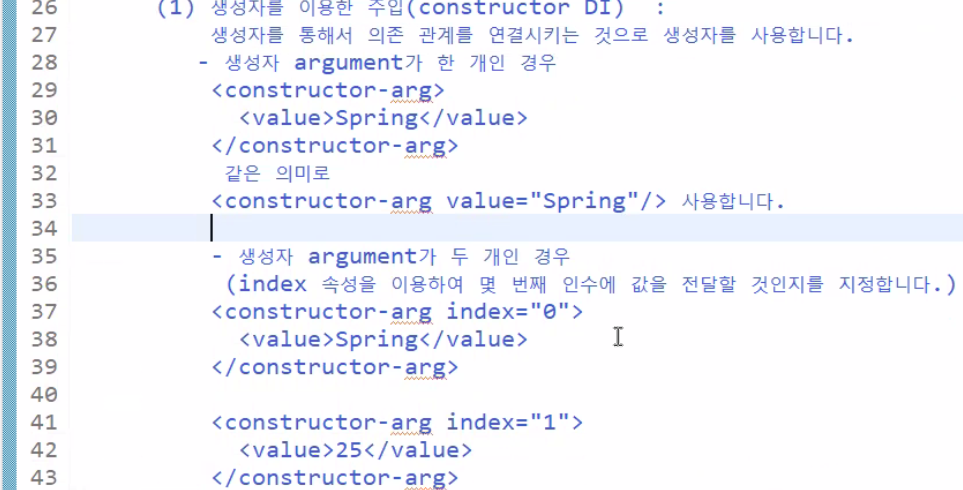 26 (1) 생성자를 이용한 주입(constructor DI) :
27 생성자를 통해서 의존 관계를 연결시키는 것으로 생성자를 사용합니다.
28 - 생성자 argument가 한 개인 경우
29 <constructor-arg>
30 <value>Spring</value>
31 </constructor-arg>
32 같은 의미로
33 <constructor-arg value="Spring"/> 사용합니다.
34
35 - 생성자 argument가 두 개인 경우
36 (index 속성을 이용하여 몇 번째 인수에 값을 전달할 것인지를 지정합니다.)
37 <constructor-arg index="0">
38 <value>Spring</value>
39 </constructor-arg>
40
41 <constructor-arg index="1">
42 <value>25</value>
43 </constructor-arg>